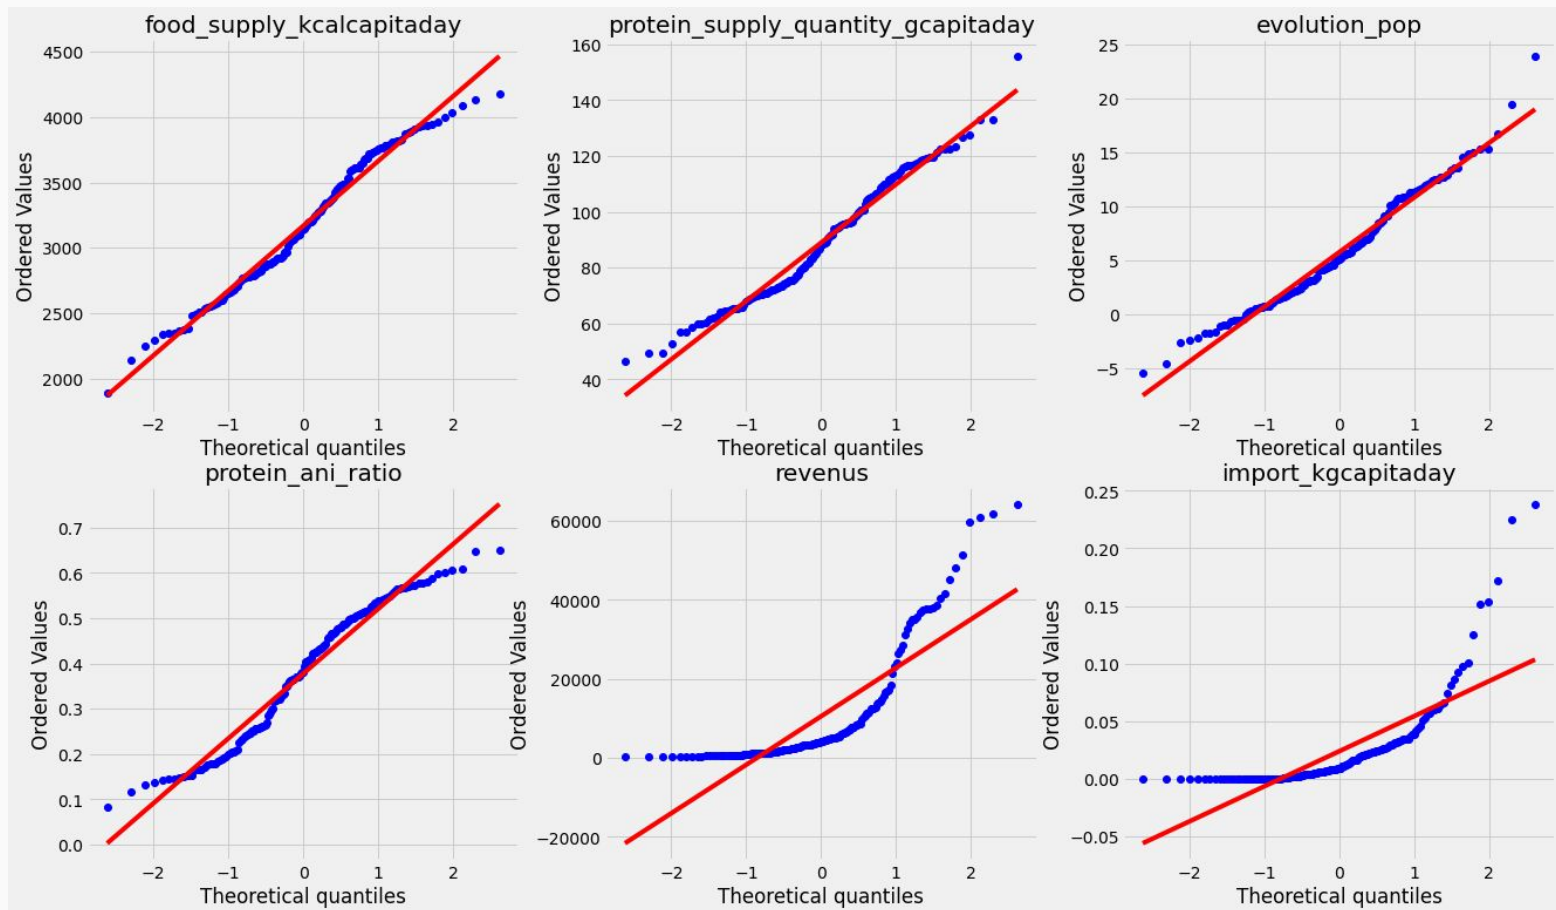 food_supply_kcalcapitaday
4500
4000
3500
3000
2500
2000
Ordered Values
−2 −1 0 1 2
Theoretical quantiles
protein_supply_quantity_gcapitaday
160
140
120
100
80
60
40
Ordered Values
−2 −1 0 1 2
Theoretical quantiles
evolution_pop
25
20
15
10
5
0
−5
Ordered Values
−2 −1 0 1 2
Theoretical quantiles
protein_ani_ratio
0.7
0.6
0.5
0.4
0.3
0.2
0.1
0.0
Ordered Values
−2 −1 0 1 2
Theoretical quantiles
revenus
60000
40000
20000
0
−20000
Ordered Values
−2 −1 0 1 2
Theoretical quantiles
import_kgcapitaday
0.25
0.20
0.15
0.10
0.05
0.00
−0.05
Ordered Values
−2 −1 0 1 2
Theoretical quantiles